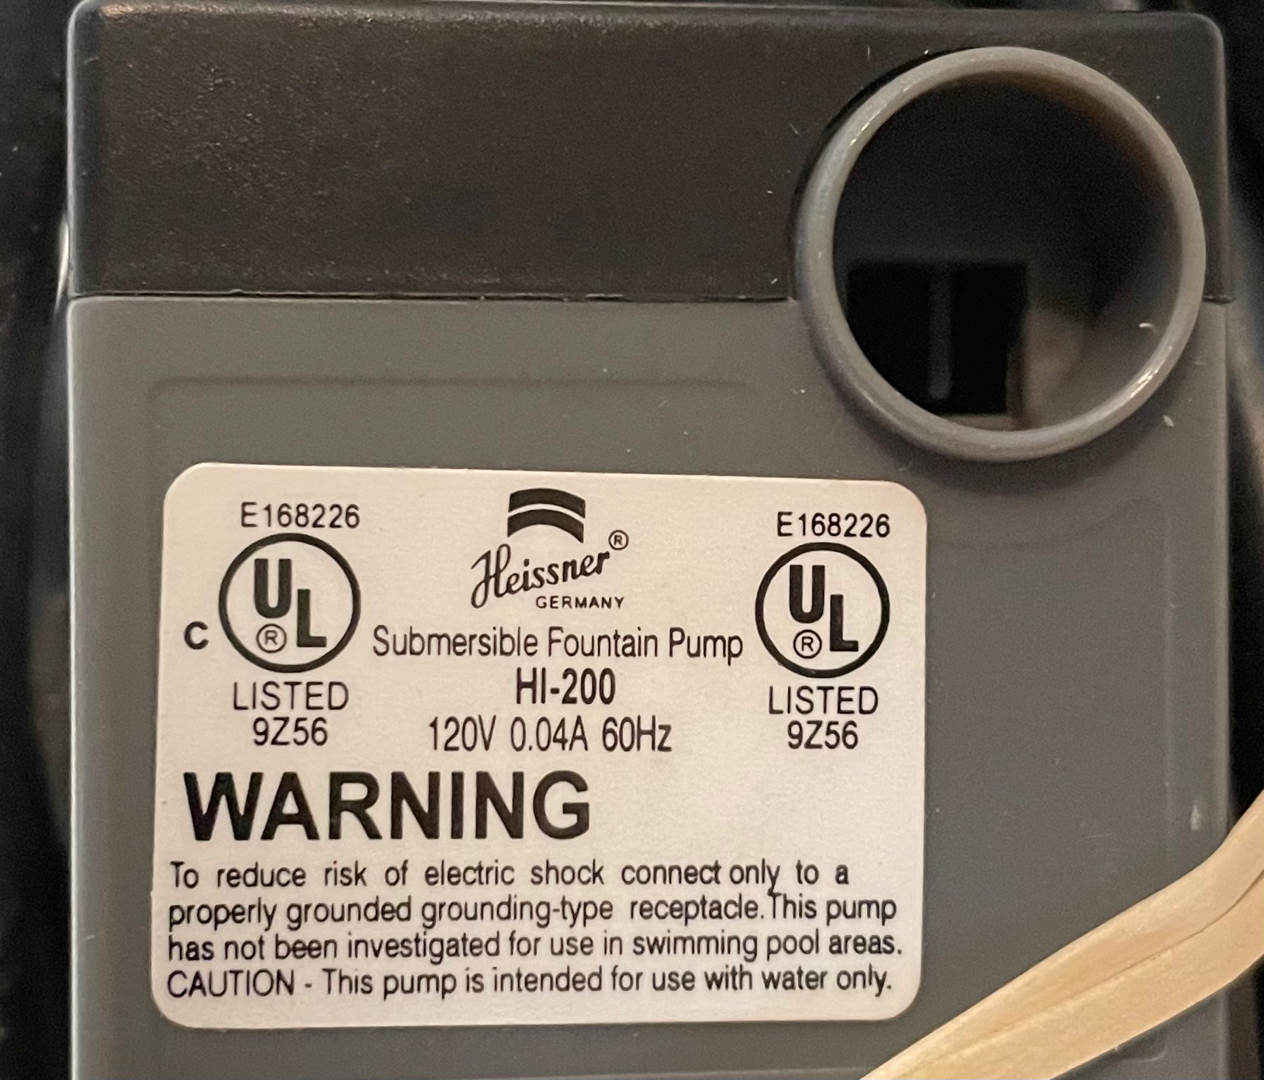 E168226
UL®
C
LISTED
9Z56
Heissner®
GERMANY
Submersible Fountain Pump
HI-200
120V 0.04A 60Hz
E168226
UL®
LISTED
9Z56
WARNING
To reduce risk of electric shock connect only to a
properly grounded grounding-type receptacle.This pump
has not been investigated for use in swimming pool areas.
CAUTION - This pump is intended for use with water only.